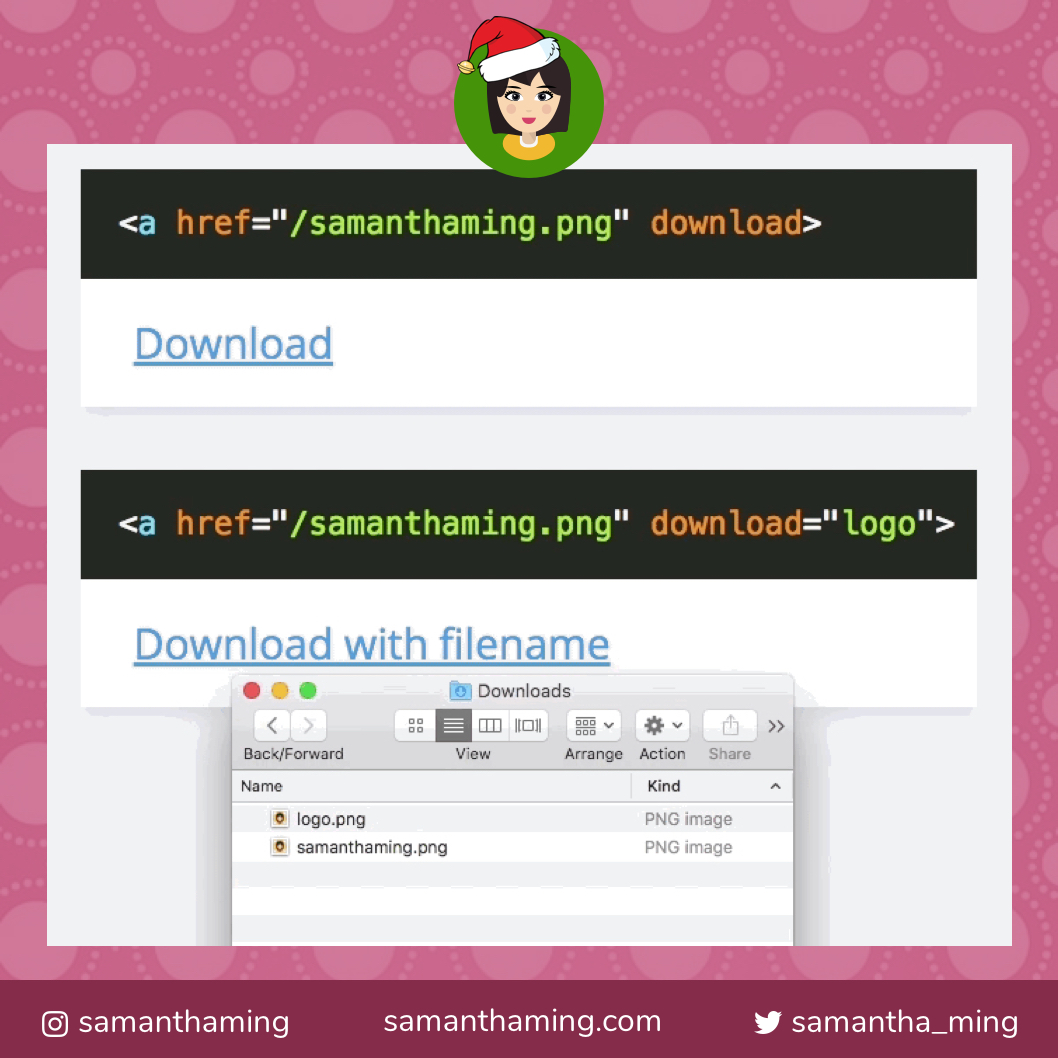 <a href="/samanthaming.png" download>
Download
<a href="/samanthaming.png" download="logo">
Download with filename
Downloads
Back/Forward View Arrange Action Share
Name Kind
logo.png PNG image
samanthaming.png PNG image
samanthaming samanthaming.com samantha_ming